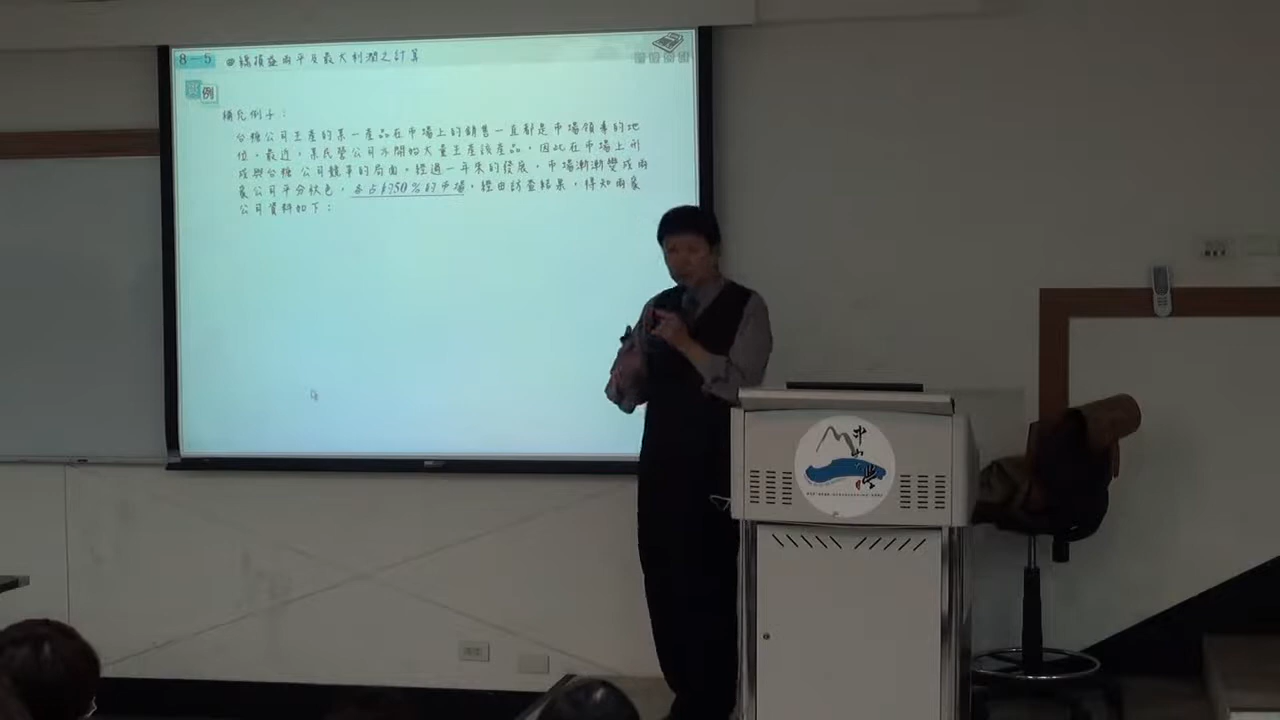 8-5 四、損益兩平及最大利潤之計算
實例
補充例子：
台糖公司生產的某一產品在市場上的銷售一直都是市場領導的地
位，最近，某民營公司亦開始大量生產該產品，因此在市場上形
成與台糖公司競爭的局面，經過一年來的發展，市場漸漸變成兩
家公司平分秋色，各占約50%的市場，經由訪查結果，得知兩家
公司資料如下：
中山大學